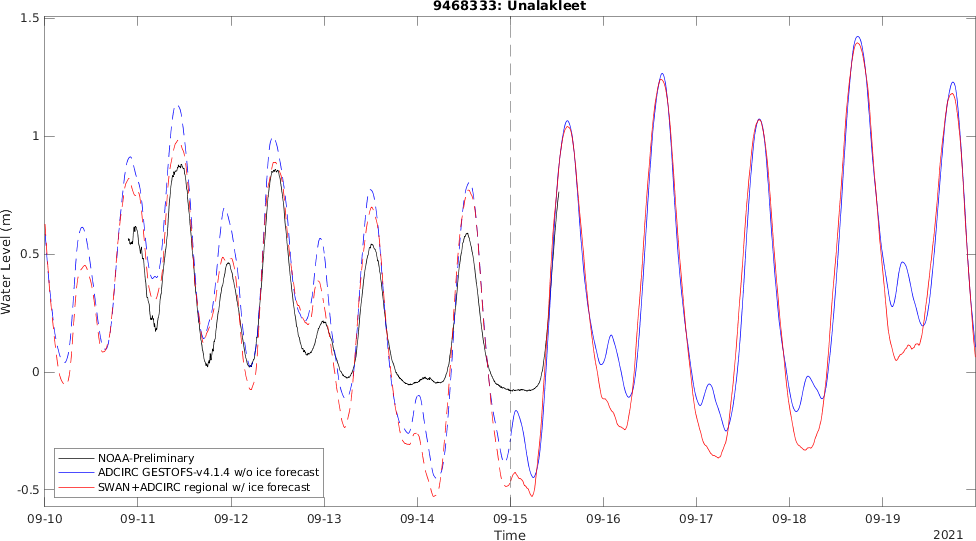 9468333: Unalakleet
1.5
1
0.5
0
-0.5
Water Level (m)
NOAA-Preliminary
ADCIRC GESTOFS-v4.1.4 w/o ice forecast
SWAN+ADCIRC regional w/ ice forecast
09-10 09-11 09-12 09-13 09-14 09-15 09-16 09-17 09-18 09-19
Time
2021